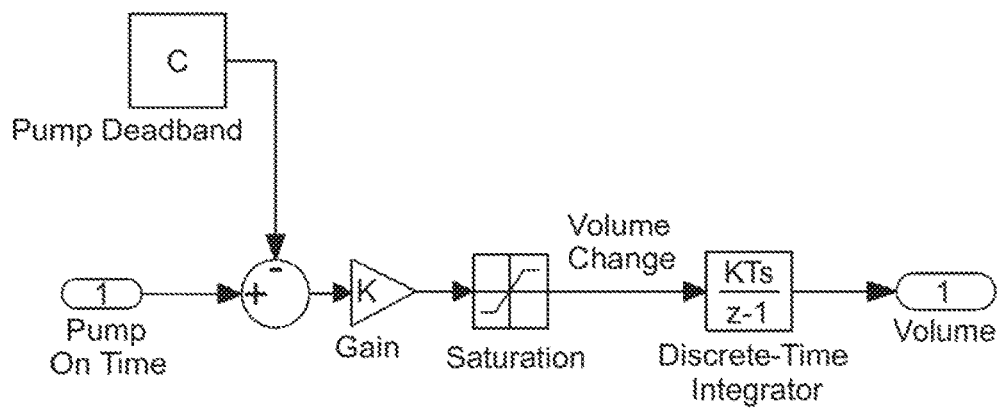 C
Pump Deadband
-
+
1
Pump
On Time
K
Gain
Saturation
Volume
Change
KTs
z-1
Discrete-Time
Integrator
1
Volume